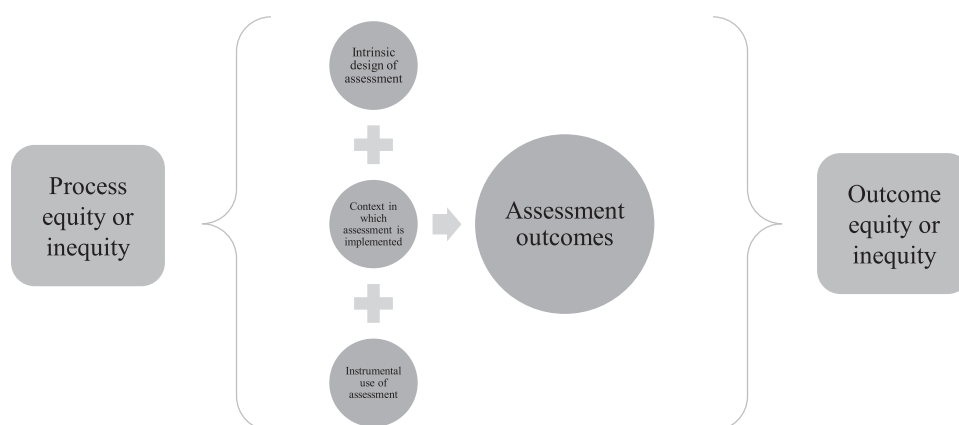 Intrinsic
design of
assessment
Process
equity or
inequity
Context in
which
assessment is
implemented
Assessment
outcomes
Outcome
equity or
inequity
Instrumental
use of
assessment